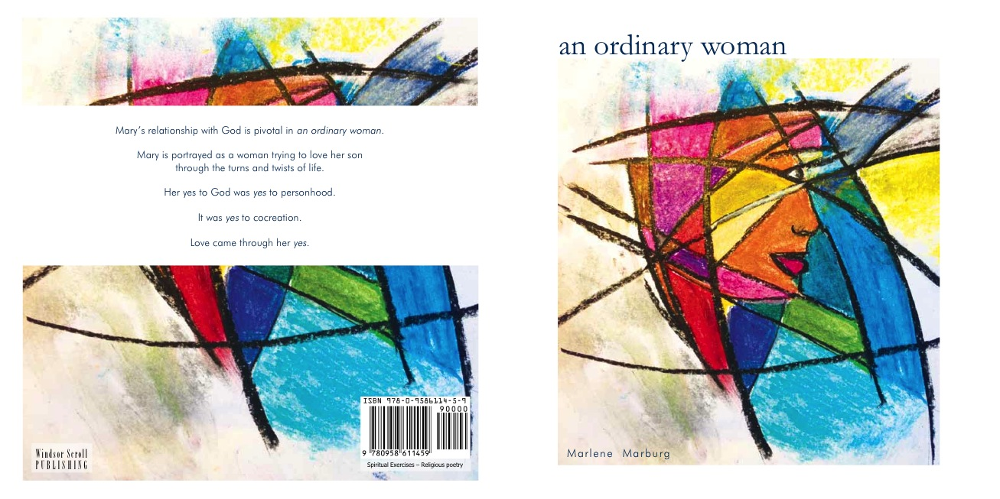 Mary's relationship with God is pivotal in an ordinary woman.
Mary is portrayed as a woman trying to love her son
through the turns and twists of life.
Her yes to God was yes to personhood.
It was yes to cocreation.
Love came through her yes.
Windsor Scroll
PUBLISHING
ISBN 978-0-9586114-5-9
90000
9 780958 611459
Spiritual Exercises – Religious poetry
an ordinary woman
Marlene Marburg